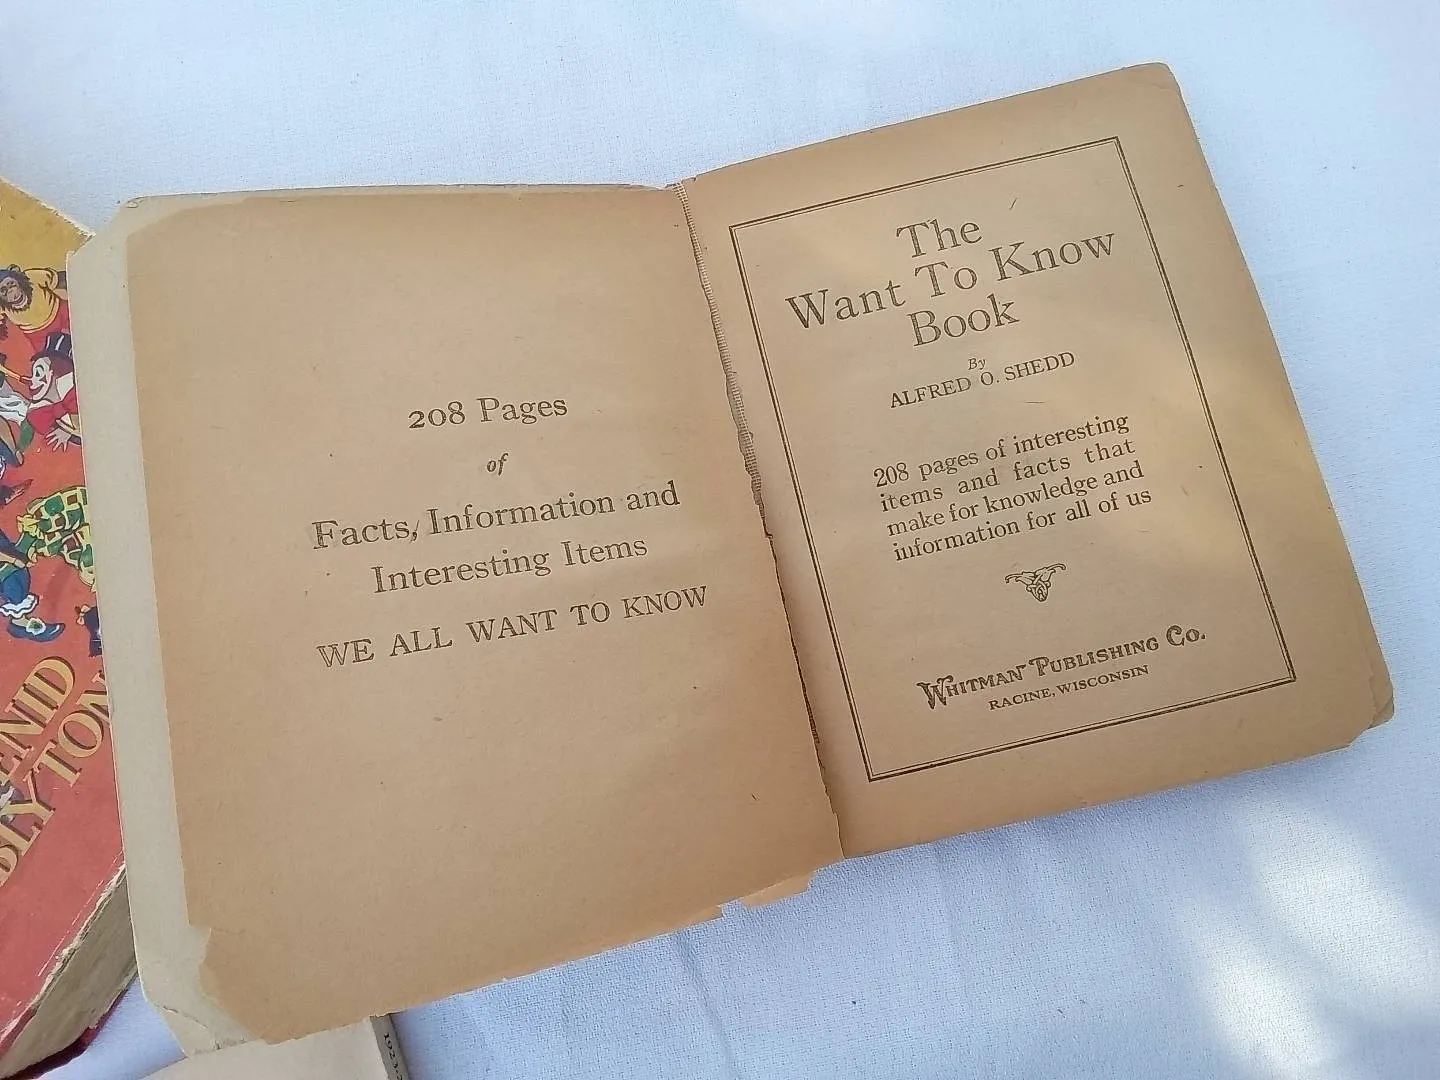 208 Pages
of
Facts, Information and
Interesting Items
WE ALL WANT TO KNOW
The
Want To Know
Book
By
ALFRED O. SHEDD
208 pages of interesting
items and facts that
make for knowledge and
information for all of us
WHITMAN PUBLISHING CO.
RACINE, WISCONSIN